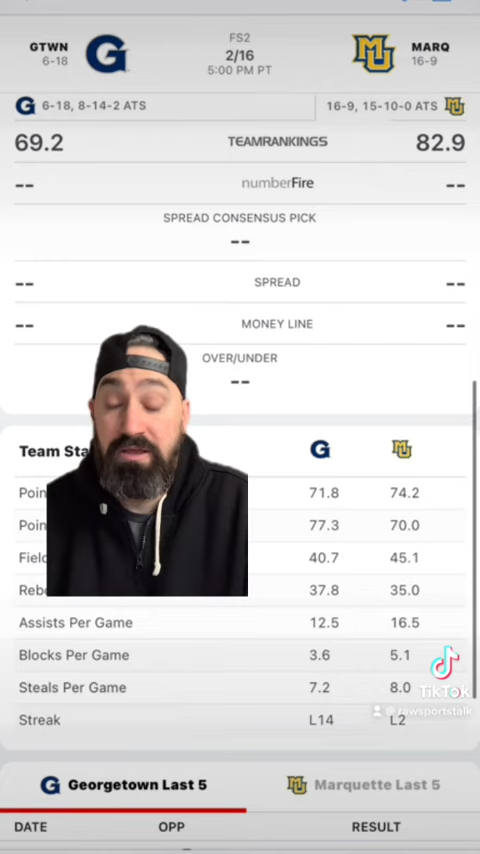 GTWN
6-18
FS2
2/16
5:00 PM PT
MARQ
16-9
6-18, 8-14-2 ATS
16-9, 15-10-0 ATS
69.2 TEAMRANKINGS 82.9
-- numberFire --
SPREAD CONSENSUS PICK
--
-- SPREAD --
-- MONEY LINE --
OVER/UNDER
--
Team Sta
Poin 71.8 74.2
Poin 77.3 70.0
Field 40.7 45.1
Reb 37.8 35.0
Assists Per Game 12.5 16.5
Blocks Per Game 3.6 5.1
Steals Per Game 7.2 8.0
Streak L14 L2
TikTok
@rawsportstalk
Georgetown Last 5 Marquette Last 5
DATE OPP RESULT